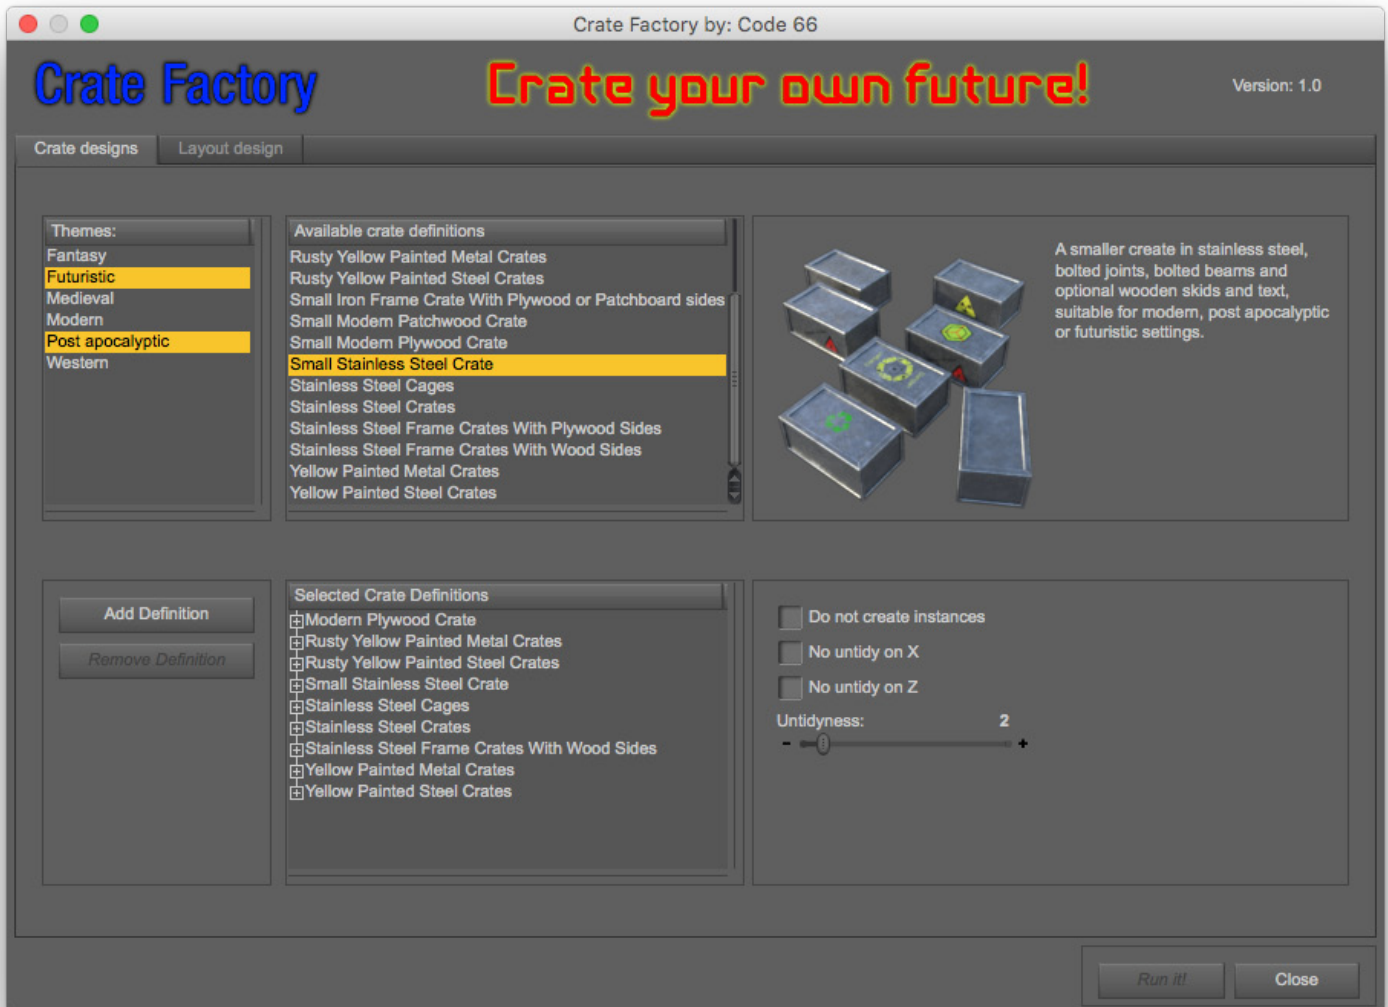 Crate Factory by: Code 66
Crate Factory
Crate your own future!
Version: 1.0
Crate designs
Layout design
Themes:
Fantasy
Futuristic
Medieval
Modern
Post apocalyptic
Western
Available crate definitions
Rusty Yellow Painted Metal Crates
Rusty Yellow Painted Steel Crates
Small Iron Frame Crate With Plywood or Patchboard sides
Small Modern Patchwood Crate
Small Modern Plywood Crate
Small Stainless Steel Crate
Stainless Steel Cages
Stainless Steel Crates
Stainless Steel Frame Crates With Plywood Sides
Stainless Steel Frame Crates With Wood Sides
Yellow Painted Metal Crates
Yellow Painted Steel Crates
A smaller create in stainless steel,
bolted joints, bolted beams and
optional wooden skids and text,
suitable for modern, post apocalyptic
or futuristic settings.
Add Definition
Remove Definition
Selected Crate Definitions
Modern Plywood Crate
Rusty Yellow Painted Metal Crates
Rusty Yellow Painted Steel Crates
Small Stainless Steel Crate
Stainless Steel Cages
Stainless Steel Crates
Stainless Steel Frame Crates With Wood Sides
Yellow Painted Metal Crates
Yellow Painted Steel Crates
Do not create instances
No untidy on X
No untidy on Z
Untidyness: 2
- +
Run it!
Close